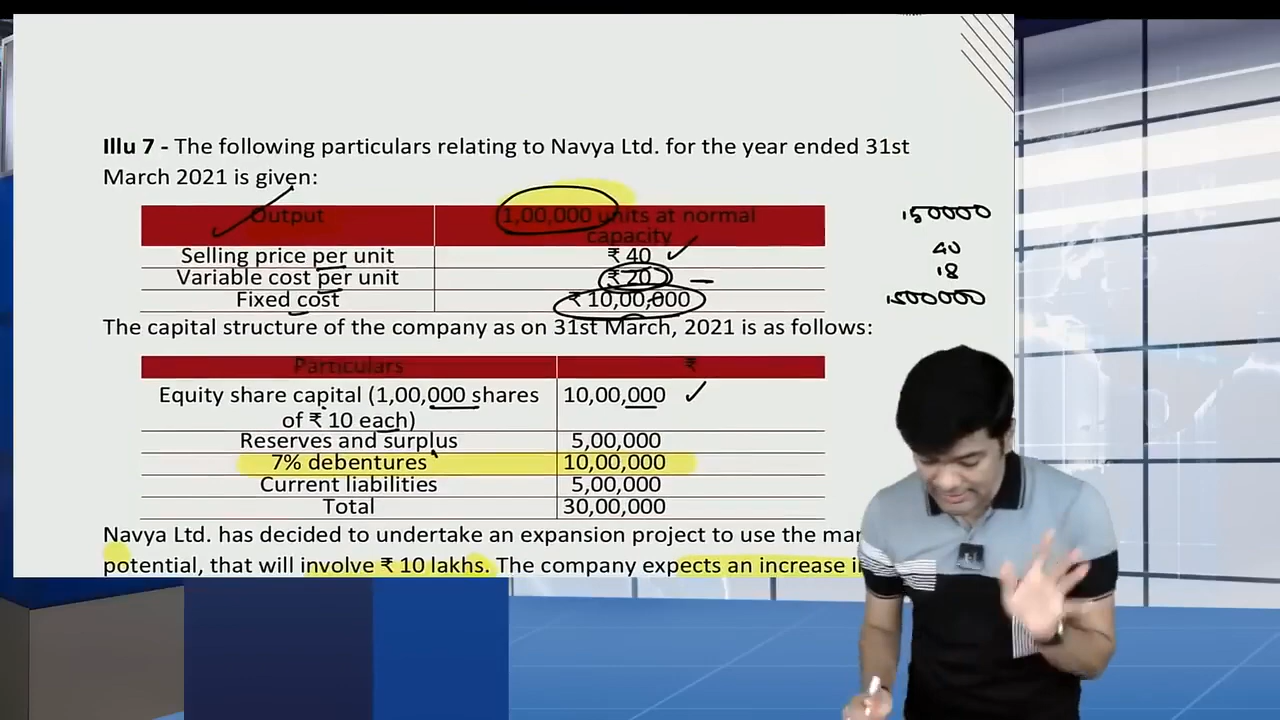 Illu 7 - The following particulars relating to Navya Ltd. for the year ended 31st
March 2021 is given:
Output 1,00,000 units at normal capacity
Selling price per unit ₹ 40
Variable cost per unit ₹ 20
Fixed cost ₹ 10,00,000
150000
40
18
1500000
The capital structure of the company as on 31st March, 2021 is as follows:
Particulars ₹
Equity share capital (1,00,000 shares 10,00,000
of ₹ 10 each)
Reserves and surplus 5,00,000
7% debentures 10,00,000
Current liabilities 5,00,000
Total 30,00,000
Navya Ltd. has decided to undertake an expansion project to use the
potential, that will involve ₹ 10 lakhs. The company expects an increase